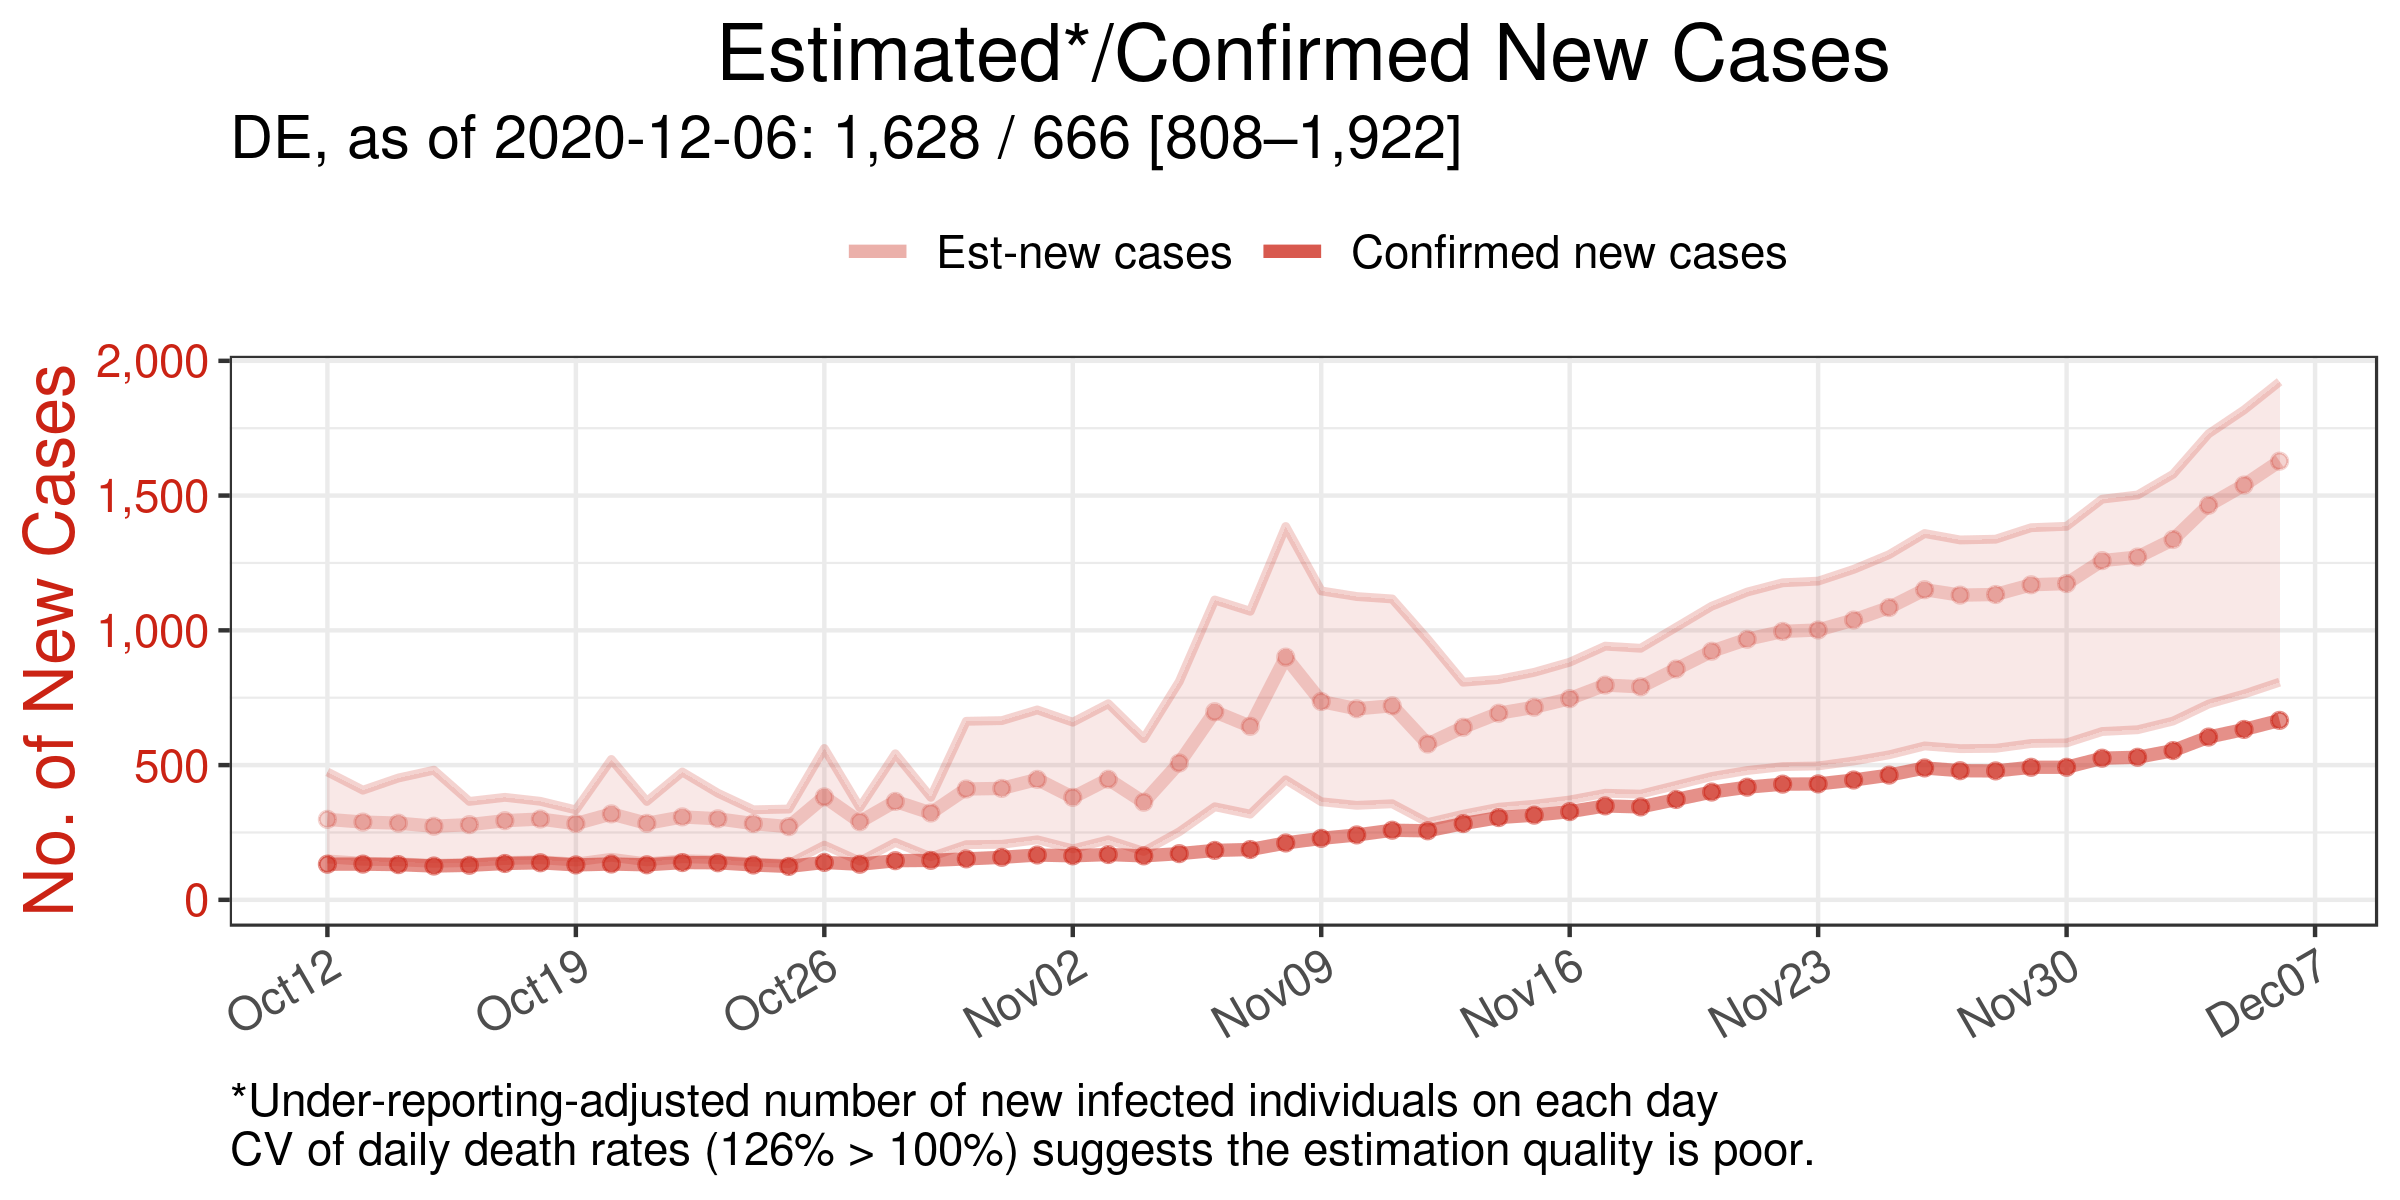 Estimated*/Confirmed New Cases
DE, as of 2020-12-06: 1,628 / 666 [808–1,922]
Est-new cases
Confirmed new cases
No. of New Cases
2,000
1,500
1,000
500
0
Oct12
Oct19
Oct26
Nov02
Nov09
Nov16
Nov23
Nov30
Dec07
*Under-reporting-adjusted number of new infected individuals on each day
CV of daily death rates (126% > 100%) suggests the estimation quality is poor.